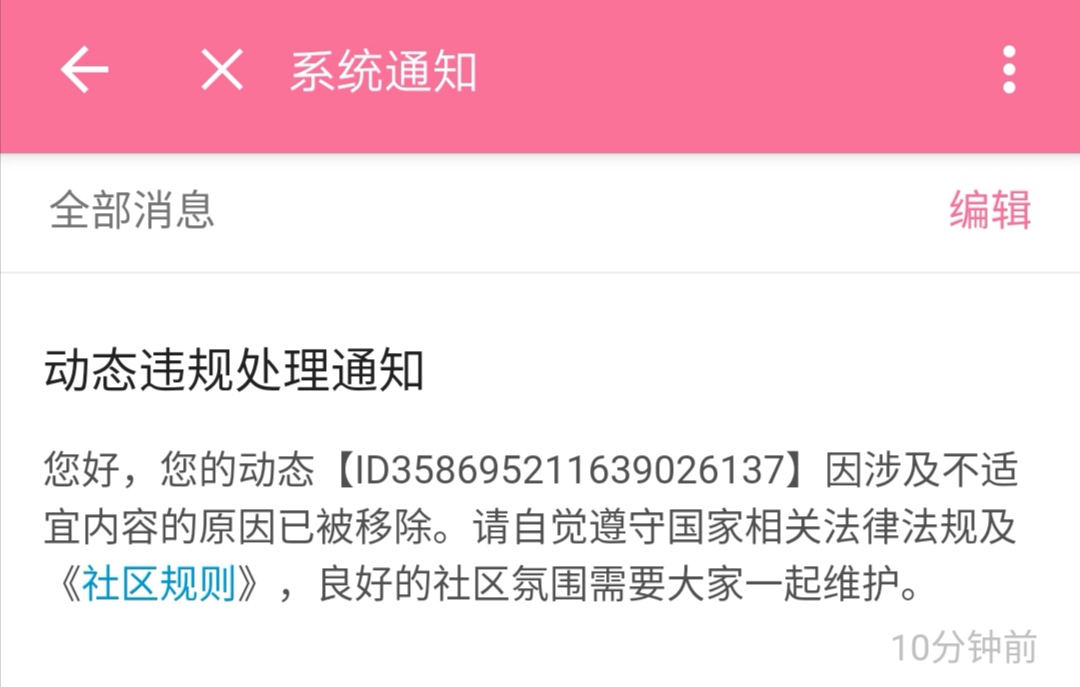 系统通知
全部消息
编辑
动态违规处理通知
您好，您的动态【ID358695211639026137】因涉及不适
宜内容的原因已被移除。请自觉遵守国家相关法律法规及
《社区规则》，良好的社区氛围需要大家一起维护。
10分钟前